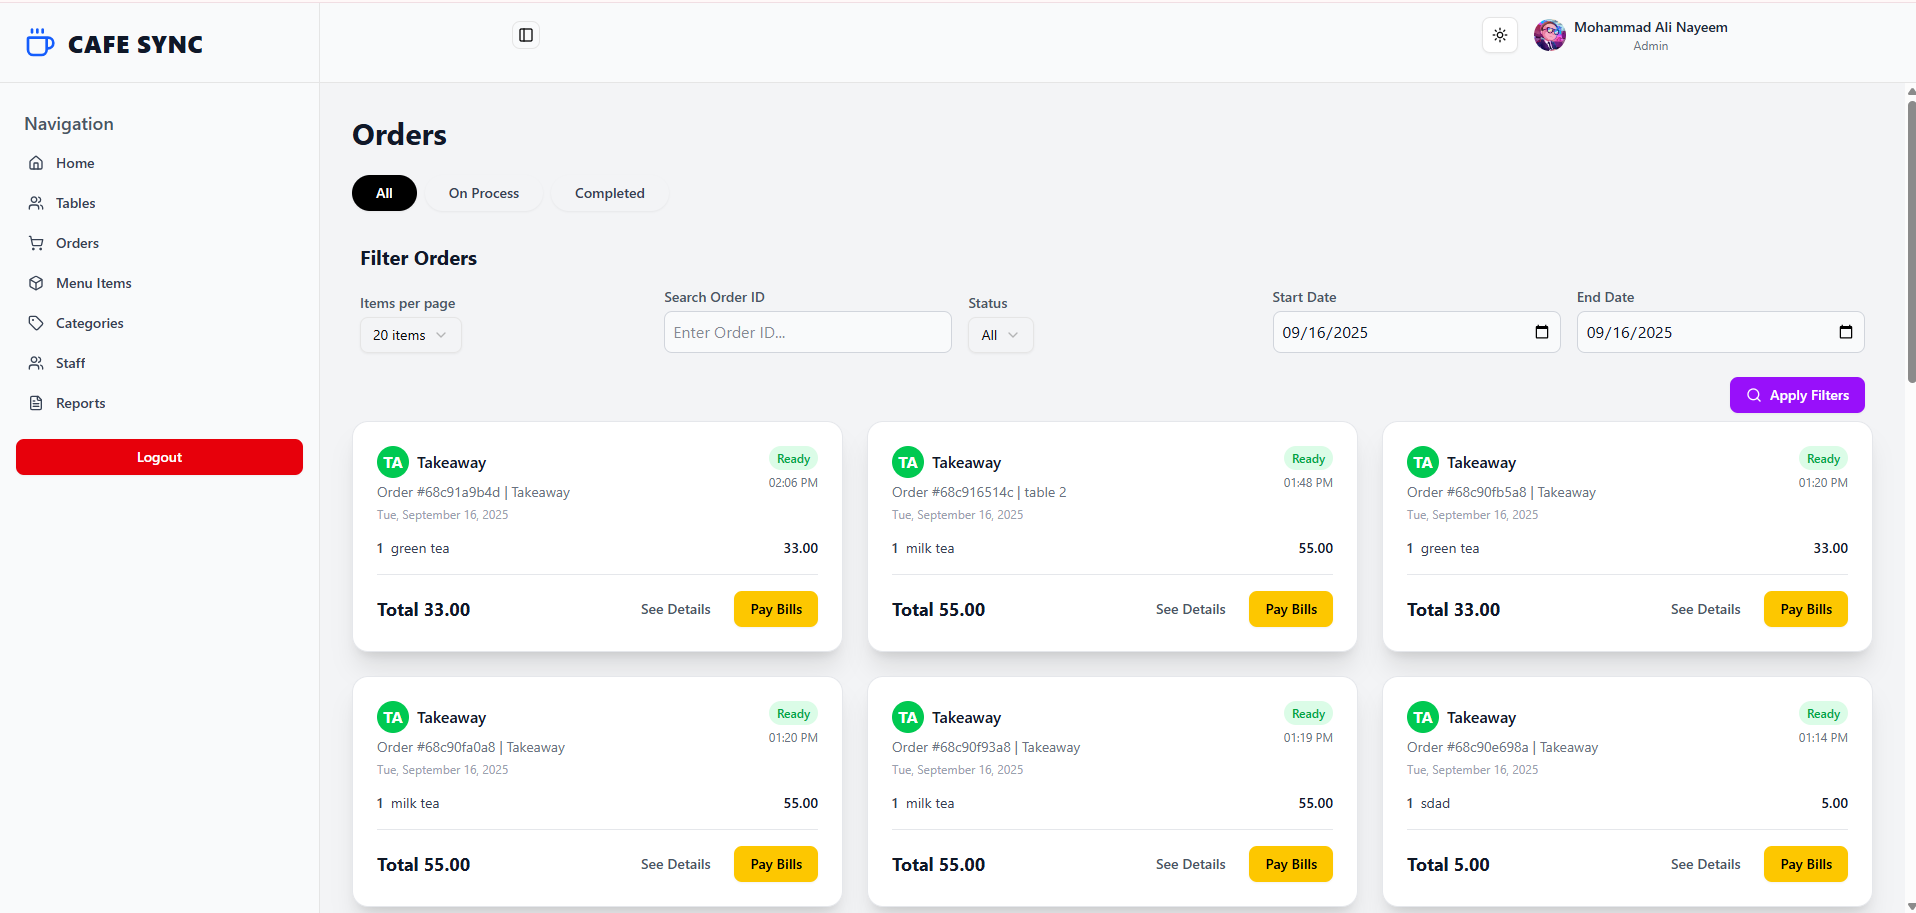 CAFE SYNC
Mohammad Ali Nayeem
Admin
Navigation
Home
Tables
Orders
Menu Items
Categories
Staff
Reports
Logout
Orders
All On Process Completed
Filter Orders
Items per page Search Order ID Status Start Date End Date
20 items Enter Order ID... All 09/16/2025 09/16/2025
Apply Filters
TA Takeaway Ready
02:06 PM
Order #68c91a9b4d | Takeaway
Tue, September 16, 2025
1 green tea 33.00
Total 33.00 See Details Pay Bills
TA Takeaway Ready
01:48 PM
Order #68c916514c | table 2
Tue, September 16, 2025
1 milk tea 55.00
Total 55.00 See Details Pay Bills
TA Takeaway Ready
01:20 PM
Order #68c90fb5a8 | Takeaway
Tue, September 16, 2025
1 green tea 33.00
Total 33.00 See Details Pay Bills
TA Takeaway Ready
01:20 PM
Order #68c90fa0a8 | Takeaway
Tue, September 16, 2025
1 milk tea 55.00
Total 55.00 See Details Pay Bills
TA Takeaway Ready
01:19 PM
Order #68c90f93a8 | Takeaway
Tue, September 16, 2025
1 milk tea 55.00
Total 55.00 See Details Pay Bills
TA Takeaway Ready
01:14 PM
Order #68c90e698a | Takeaway
Tue, September 16, 2025
1 sdad 5.00
Total 5.00 See Details Pay Bills